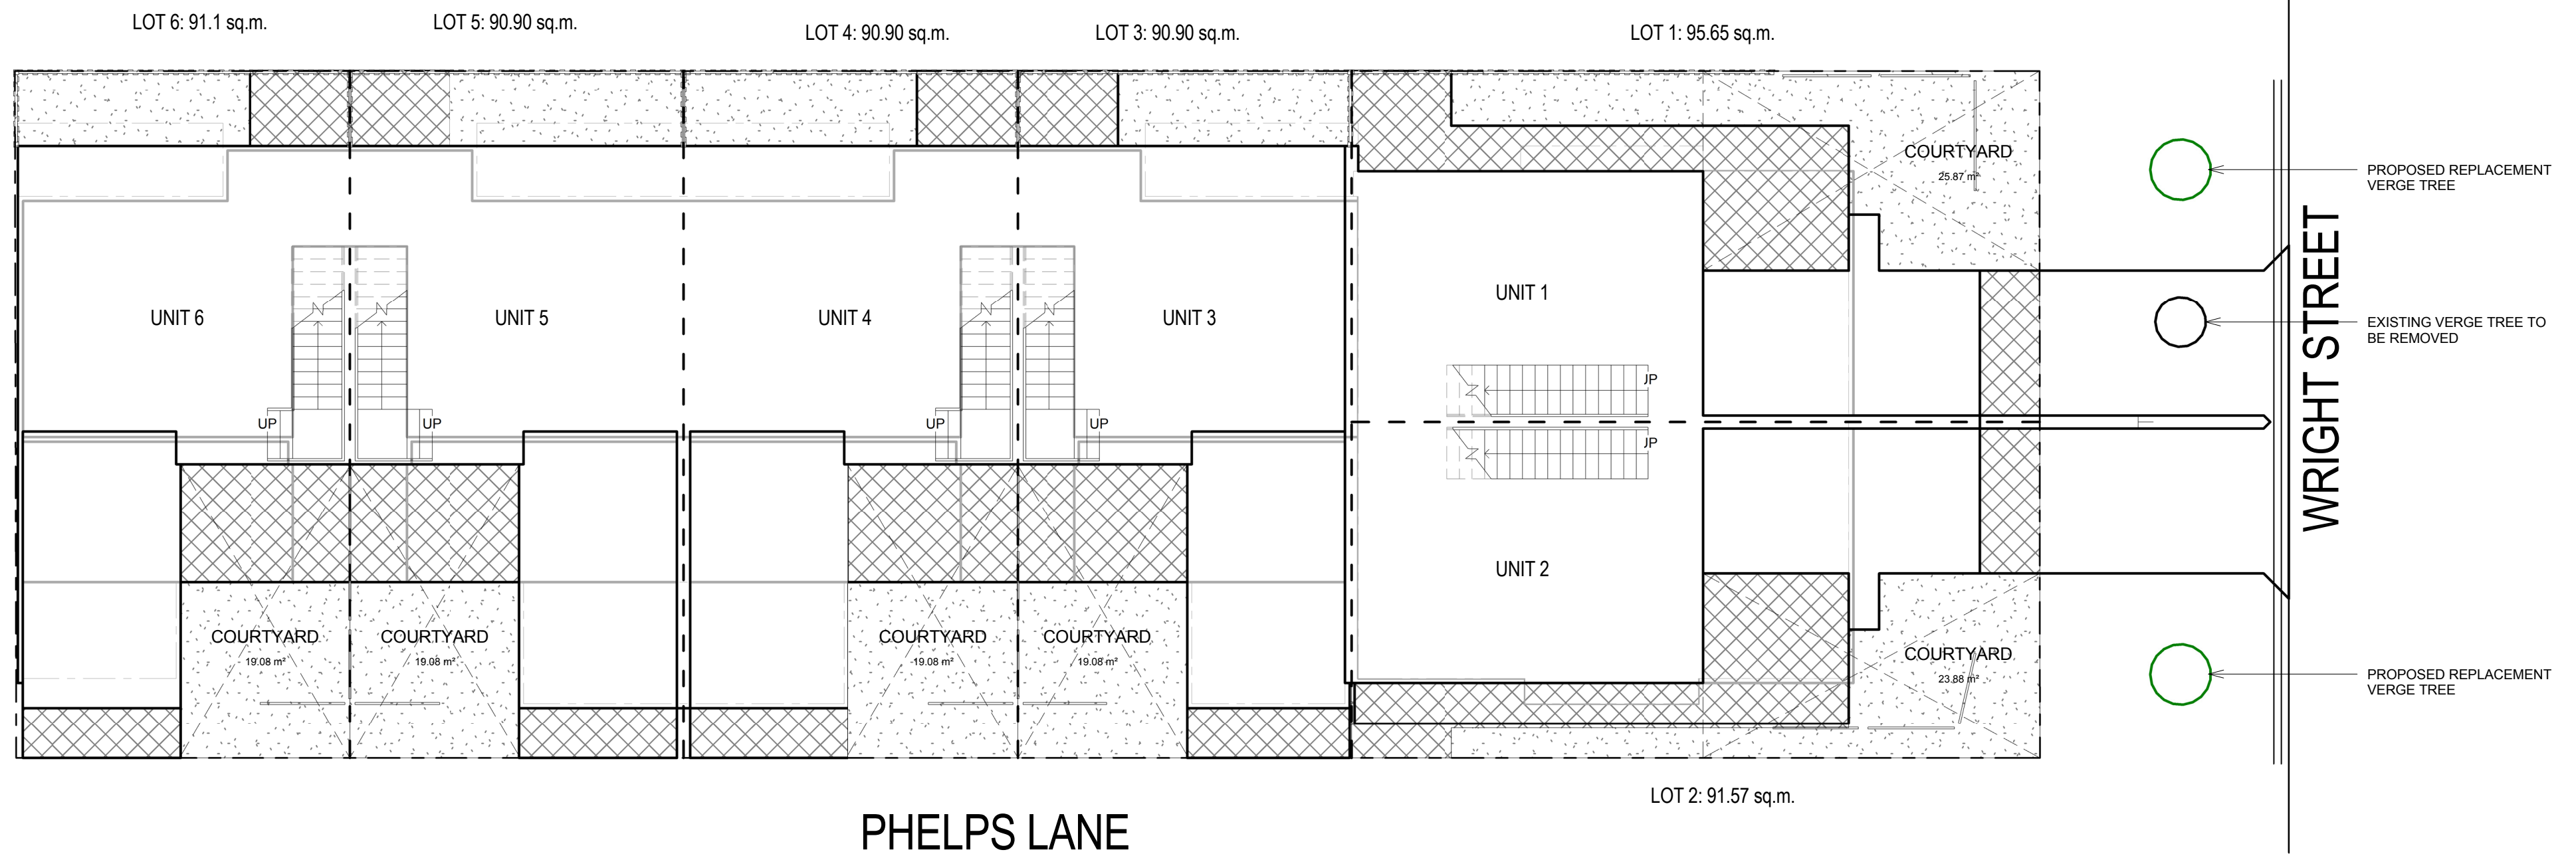 LOT 6: 91.1 sq.m.
LOT 5: 90.90 sq.m.
LOT 4: 90.90 sq.m.
LOT 3: 90.90 sq.m.
LOT 1: 95.65 sq.m.
COURTYARD
25.87 m²
PROPOSED REPLACEMENT
VERGE TREE
UNIT 6
UNIT 5
UNIT 4
UNIT 3
UNIT 1
EXISTING VERGE TREE TO
BE REMOVED
WRIGHT STREET
UP
UP
UP
UP
UP
UP
UNIT 2
COURTYARD
19.08 m²
COURTYARD
19.08 m²
COURTYARD
19.08 m²
COURTYARD
19.08 m²
COURTYARD
23.88 m²
PROPOSED REPLACEMENT
VERGE TREE
LOT 2: 91.57 sq.m.
PHELPS LANE